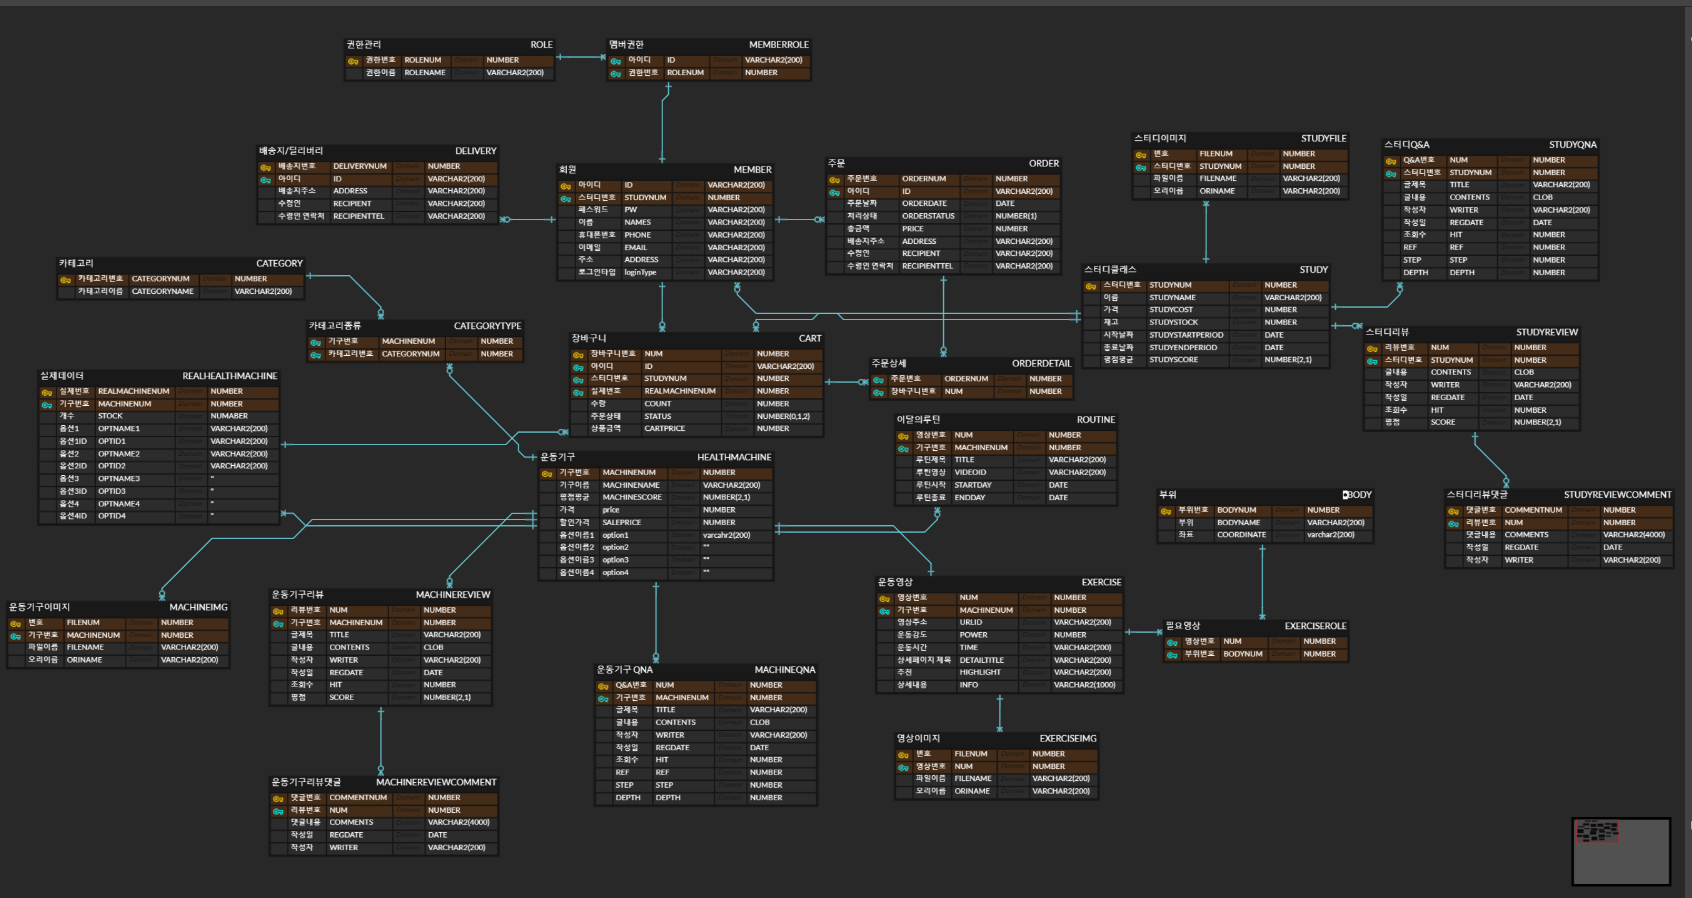 권한관리 ROLE
권한번호 ROLENUM NUMBER
권한이름 ROLENAME VARCHAR2(200)
멤버권한 MEMBERROLE
아이디 ID VARCHAR2(200)
권한번호 ROLENUM NUMBER
배송지/딜리버리 DELIVERY
배송지번호 DELIVERYNUM NUMBER
아이디 ID VARCHAR2(200)
배송지주소 ADDRESS VARCHAR2(200)
수령인 RECIPIENT VARCHAR2(200)
수령인 연락처 RECIPIENTTEL VARCHAR2(200)
회원 MEMBER
아이디 ID VARCHAR2(200)
스터디번호 STUDYNUM NUMBER
패스워드 PW VARCHAR2(200)
이름 NAMES VARCHAR2(200)
휴대폰번호 PHONE VARCHAR2(200)
이메일 EMAIL VARCHAR2(200)
주소 ADDRESS VARCHAR2(200)
로그인타입 loginType VARCHAR2(200)
주문 ORDER
주문번호 ORDERNUM NUMBER
아이디 ID VARCHAR2(200)
주문날짜 ORDERDATE DATE
처리상태 ORDERSTATUS NUMBER(1)
총금액 PRICE NUMBER
배송지주소 ADDRESS VARCHAR2(200)
수령인 RECIPIENT VARCHAR2(200)
수령인 연락처 RECIPIENTTEL VARCHAR2(200)
스터디이미지 STUDYFILE
번호 FILENUM NUMBER
스터디번호 STUDYNUM NUMBER
파일이름 FILENAME VARCHAR2(200)
오리이름 ORINAME VARCHAR2(200)
스터디Q&A STUDYQNA
Q&A번호 NUM NUMBER
스터디번호 STUDYNUM NUMBER
글제목 TITLE VARCHAR2(200)
글내용 CONTENTS CLOB
작성자 WRITER VARCHAR2(200)
작성일 REGDATE DATE
조회수 HIT NUMBER
REF REF NUMBER
STEP STEP NUMBER
DEPTH DEPTH NUMBER
카테고리 CATEGORY
카테고리번호 CATEGORYNUM NUMBER
카테고리이름 CATEGORYNAME VARCHAR2(200)
카테고리종류 CATEGORYTYPE
기구번호 MACHINENUM NUMBER
카테고리번호 CATEGORYNUM NUMBER
장바구니 CART
장바구니번호 NUM NUMBER
아이디 ID VARCHAR2(200)
스터디번호 STUDYNUM NUMBER
실제번호 REALMACHINENUM NUMBER
수량 COUNT NUMBER
주문상태 STATUS NUMBER(0,1,2)
상품금액 CARTPRICE NUMBER
스터디클래스 STUDY
스터디번호 STUDYNUM NUMBER
이름 STUDYNAME VARCHAR2(200)
가격 STUDYCOST NUMBER
재고 STUDYSTOCK NUMBER
시작날짜 STUDYSTARTPERIOD DATE
종료날짜 STUDYENDPERIOD DATE
평점평균 STUDYSCORE NUMBER(2,1)
스터디리뷰 STUDYREVIEW
리뷰번호 NUM NUMBER
스터디번호 STUDYNUM NUMBER
글내용 CONTENTS CLOB
작성자 WRITER VARCHAR2(200)
작성일 REGDATE DATE
조회수 HIT NUMBER
평점 SCORE NUMBER(2,1)
주문상세 ORDERDETAIL
주문번호 ORDERNUM NUMBER
장바구니번호 NUM NUMBER
실제데이터 REALHEALTHMACHINE
실제번호 REALMACHINENUM NUMBER
기구번호 MACHINENUM NUMBER
개수 STOCK NUMABER
옵션1 OPTNAME1 VARCHAR2(200)
옵션1ID OPTID1 VARCHAR2(200)
옵션2 OPTNAME2 VARCHAR2(200)
옵션2ID OPTID2 VARCHAR2(200)
옵션3 OPTNAME3 "
옵션3ID OPTID3 "
옵션4 OPTNAME4 "
옵션4ID OPTID4 "
운동기구 HEALTHMACHINE
기구번호 MACHINENUM NUMBER
기구이름 MACHINENAME VARCHAR2(200)
평점평균 MACHINESCORE NUMBER(2,1)
가격 price NUMBER
할인가격 SALEPRICE NUMBER
옵션이름1 option1 varcahr2(200)
옵션이름2 option2 ""
옵션이름3 option3 ""
옵션이름4 option4 ""
이달의루틴 ROUTINE
영상번호 NUM NUMBER
기구번호 MACHINENUM NUMBER
루틴제목 TITLE VARCHAR2(200)
루틴영상 VIDEOID VARCHAR2(200)
루틴시작 STARTDAY DATE
루틴종료 ENDDAY DATE
부위 BODY
부위번호 BODYNUM NUMBER
부위 BODYNAME VARCHAR2(200)
좌표 COORDINATE varchar2(200)
스터디리뷰댓글 STUDYREVIEWCOMMENT
댓글번호 COMMENTNUM NUMBER
리뷰번호 NUM NUMBER
댓글내용 COMMENTS VARCHAR2(4000)
작성일 REGDATE DATE
작성자 WRITER VARCHAR2(200)
운동기구이미지 MACHINEIMG
번호 FILENUM NUMBER
기구번호 MACHINENUM NUMBER
파일이름 FILENAME VARCHAR2(200)
오리이름 ORINAME VARCHAR2(200)
운동기구리뷰 MACHINEREVIEW
리뷰번호 NUM NUMBER
기구번호 MACHINENUM NUMBER
글제목 TITLE VARCHAR2(200)
글내용 CONTENTS CLOB
작성자 WRITER VARCHAR2(200)
작성일 REGDATE DATE
조회수 HIT NUMBER
평점 SCORE NUMBER(2,1)
운동영상 EXERCISE
영상번호 NUM NUMBER
기구번호 MACHINENUM NUMBER
영상주소 URLID VARCHAR2(200)
운동강도 POWER NUMBER
운동시간 TIME VARCHAR2(200)
상세페이지 제목 DETAILTITLE VARCHAR2(200)
추천 HIGHLIGHT VARCHAR2(200)
상세내용 INFO VARCHAR2(1000)
필요영상 EXERCISEROLE
영상번호 NUM NUMBER
부위번호 BODYNUM NUMBER
운동기구 QNA MACHINEQNA
Q&A번호 NUM NUMBER
기구번호 MACHINENUM NUMBER
글제목 TITLE VARCHAR2(200)
글내용 CONTENTS CLOB
작성자 WRITER VARCHAR2(200)
작성일 REGDATE DATE
조회수 HIT NUMBER
REF REF NUMBER
STEP STEP NUMBER
DEPTH DEPTH NUMBER
영상이미지 EXERCISEIMG
번호 FILENUM NUMBER
영상번호 NUM NUMBER
파일이름 FILENAME VARCHAR2(200)
오리이름 ORINAME VARCHAR2(200)
운동기구리뷰댓글 MACHINEREVIEWCOMMENT
댓글번호 COMMENTNUM NUMBER
리뷰번호 NUM NUMBER
댓글내용 COMMENTS VARCHAR2(4000)
작성일 REGDATE DATE
작성자 WRITER VARCHAR2(200)